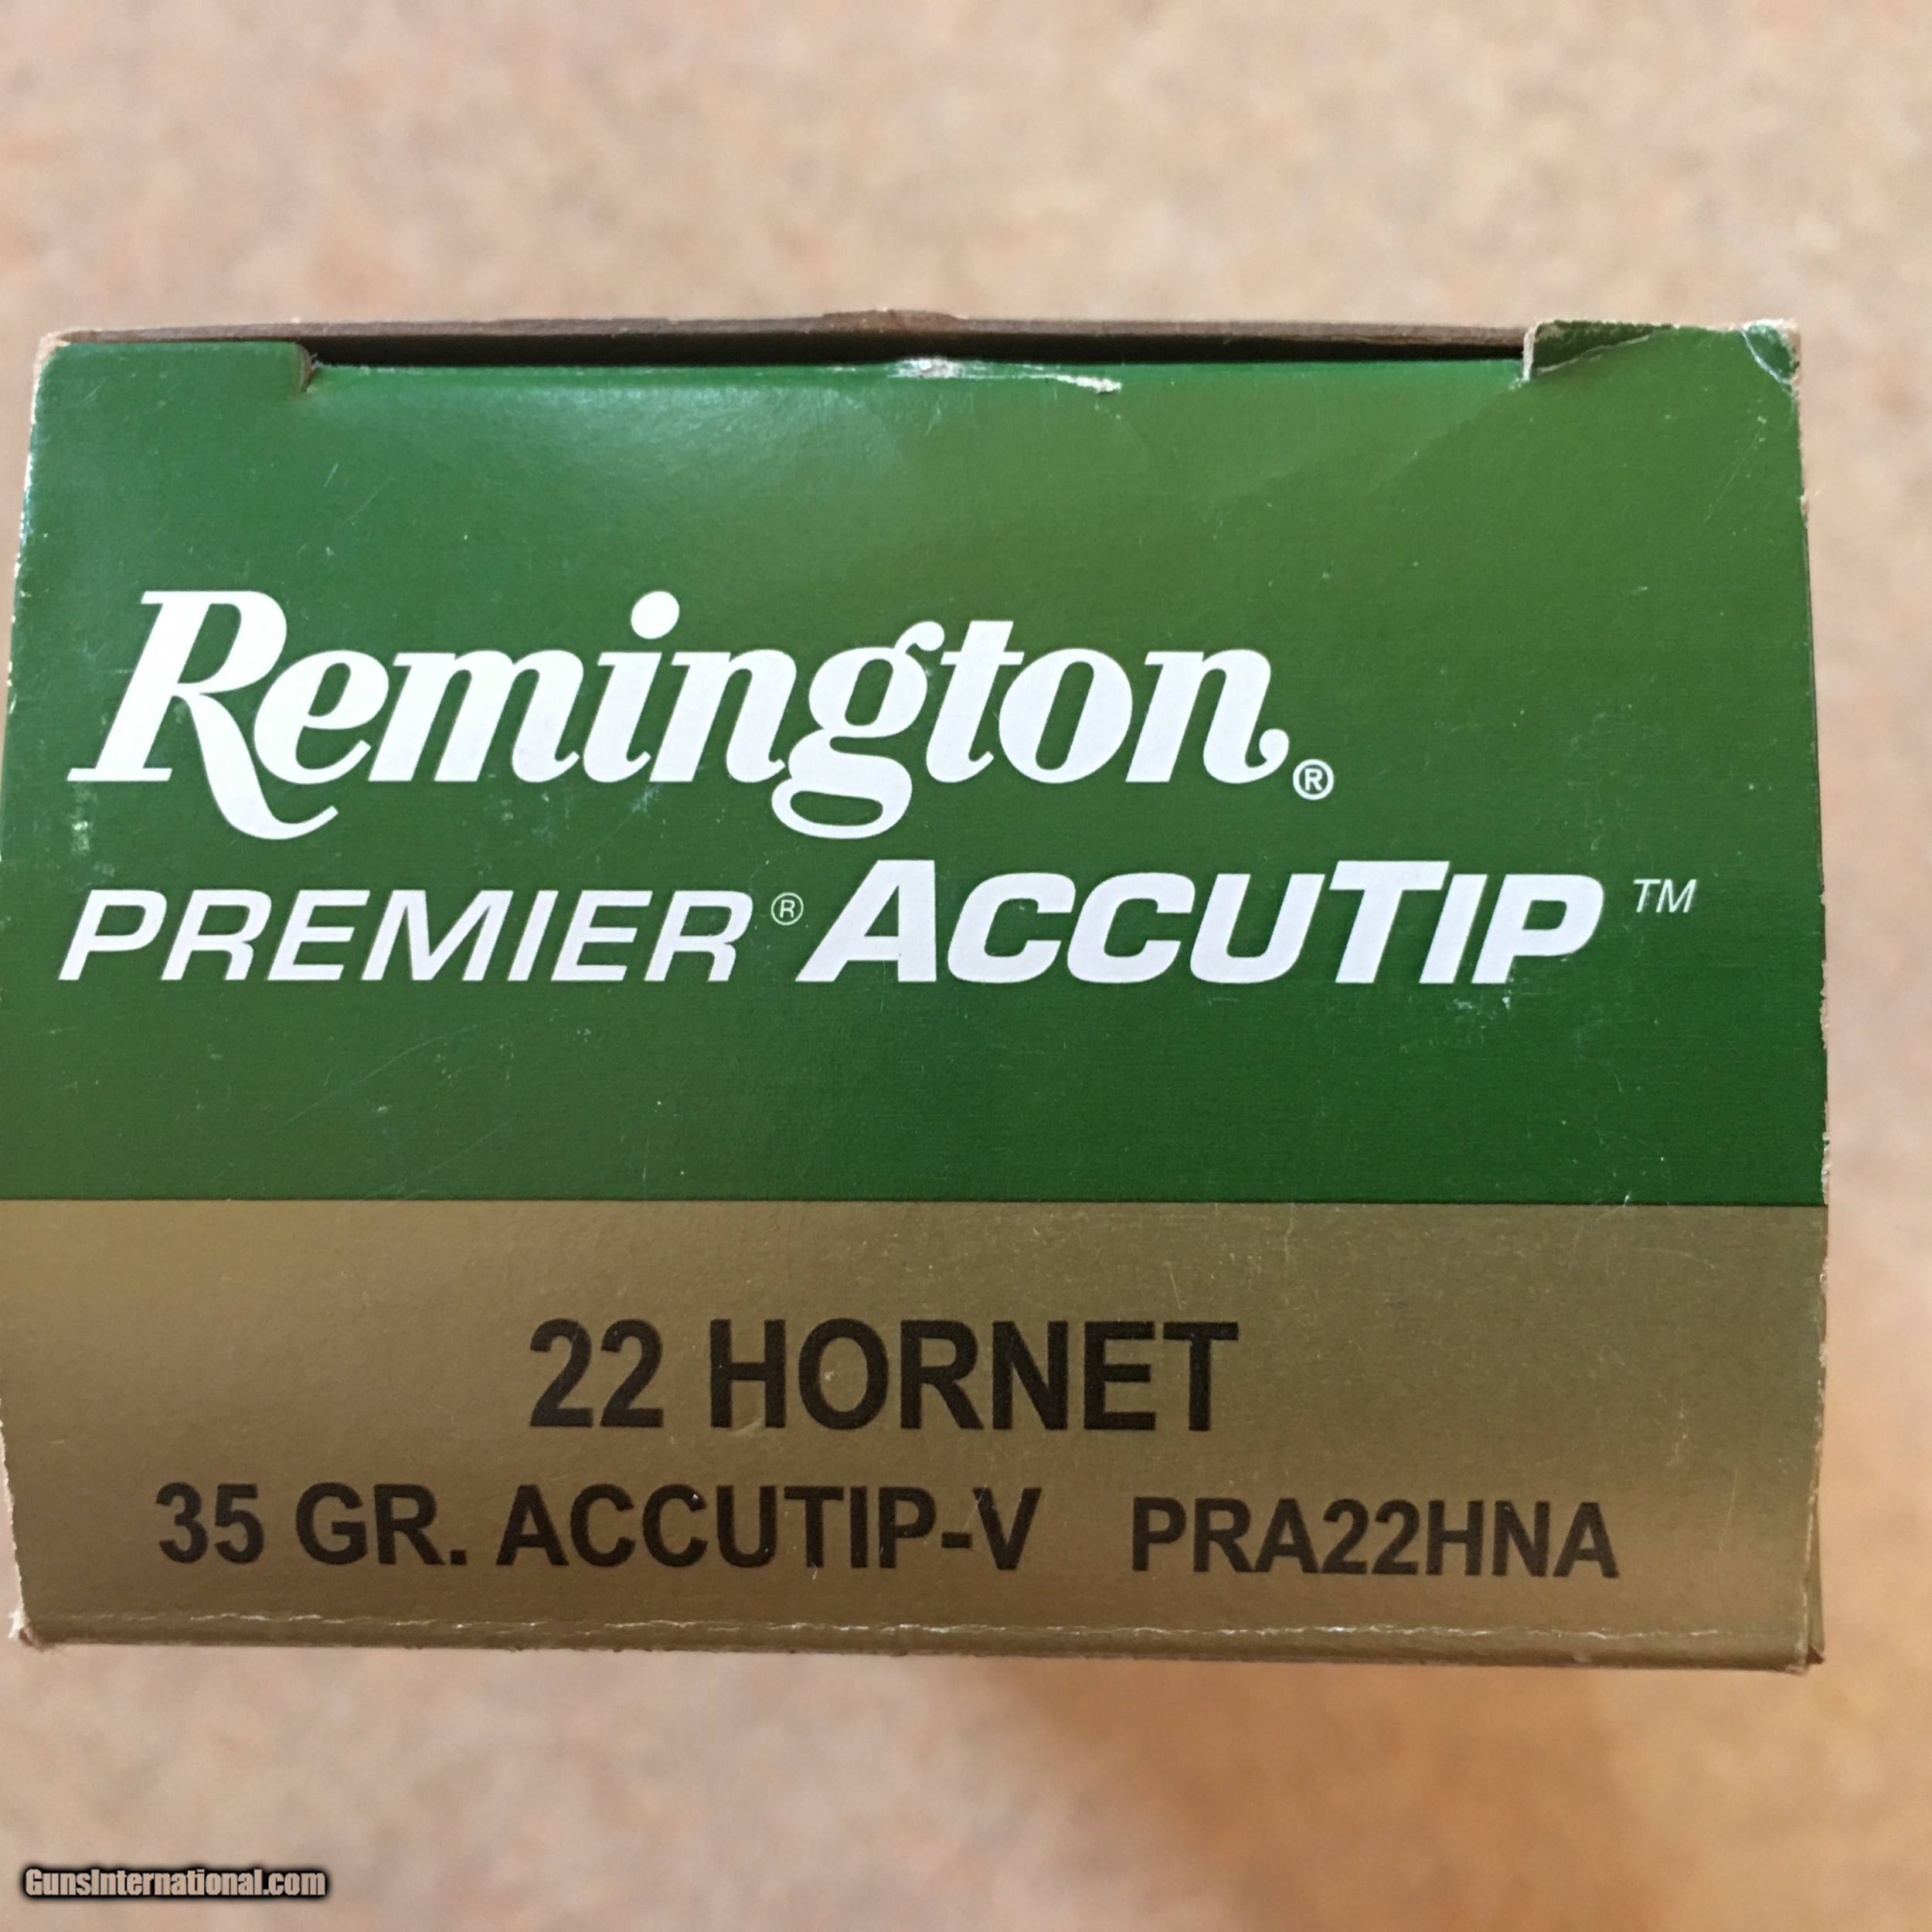 Remington®
PREMIER® ACCUTIP™
22 HORNET
35 GR. ACCUTIP-V PRA22HNA
GunsInternational.com